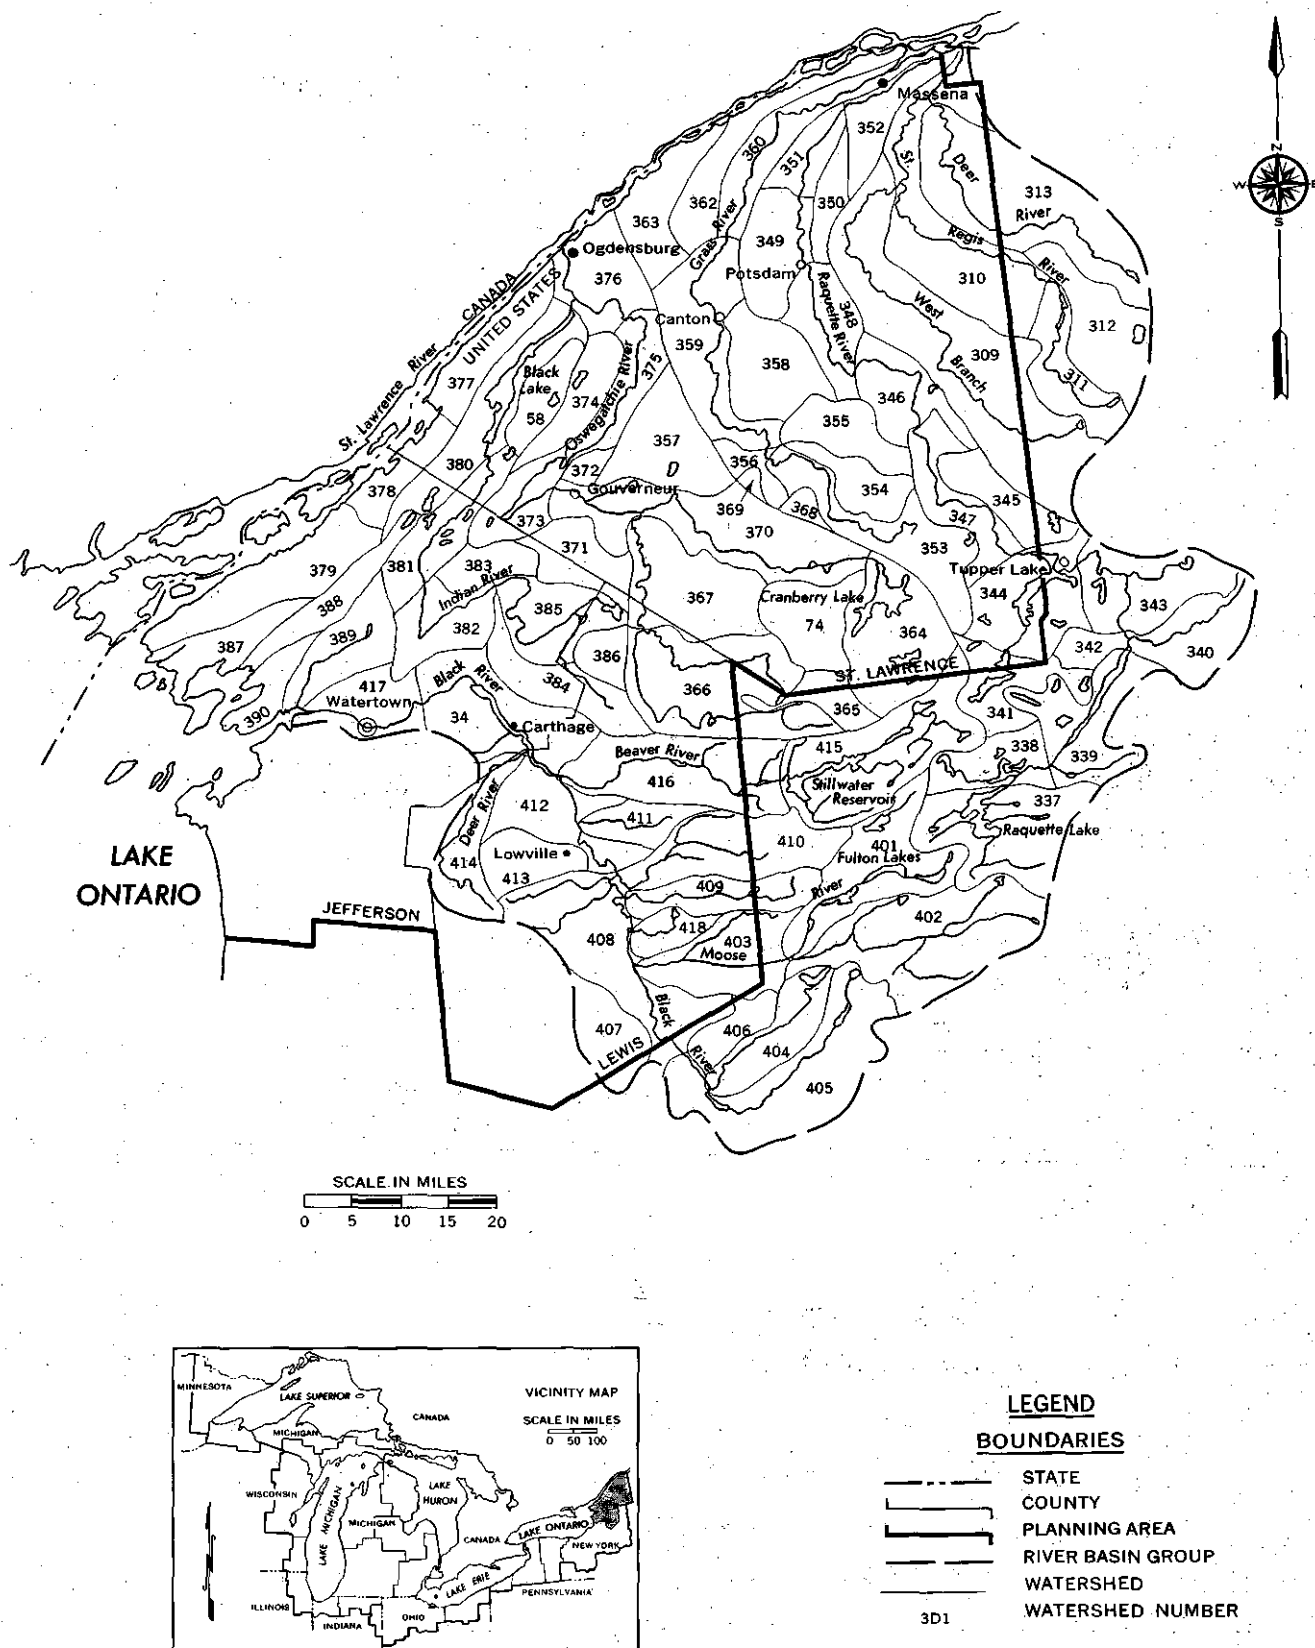 Massena
352
360
351
St.
Deer
313
River
363
362
350
Grass River
349
Regis
Ogdensburg
376
Potsdam
River
310
CANADA
UNITED STATES
Canton
359
Raquette River
348
West
Branch
309
312
311
St. Lawrence River
377
Black
Lake
58
374
Oswegatchie River
375
358
346
355
380
357
356
372
Gouverneur
354
378
345
369
368
347
373
370
371
353
379
381
383
Tupper Lake
Indian River
385
367
Cranberry Lake
344
343
388
74
389
382
364
387
386
342
340
ST. LAWRENCE
Black River
384
366
417
Watertown
365
341
390
34
Carthage
415
Beaver River
338
339
416
Stillwater
Reservoir
337
Deer River
412
411
Raquette Lake
410
401
Fulton Lakes
LAKE
ONTARIO
Lowville
414
413
409
River
JEFFERSON
402
418
408
403
Moose
Black
River
407
406
LEWIS
404
405
N
W
E
S
SCALE IN MILES
0 5 10 15 20
VICINITY MAP
SCALE IN MILES
0 50 100
MINNESOTA
LAKE SUPERIOR
CANADA
MICHIGAN
WISCONSIN
LAKE MICHIGAN
MICHIGAN
LAKE
HURON
CANADA
LAKE ONTARIO
NEW YORK
LAKE ERIE
PENNSYLVANIA
ILLINOIS
INDIANA
OHIO
LEGEND
BOUNDARIES
STATE
COUNTY
PLANNING AREA
RIVER BASIN GROUP
WATERSHED
3D1 WATERSHED NUMBER